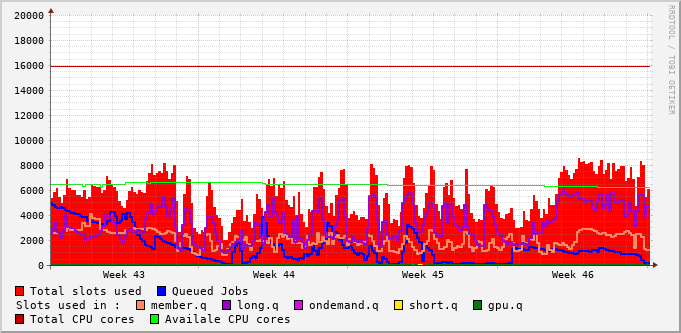 RRDTOOL / TOBI OETIKER
20000
18000
16000
14000
12000
10000
8000
6000
4000
2000
0
Week 43 Week 44 Week 45 Week 46
Total slots used Queued Jobs
Slots used in : member.q long.q ondemand.q short.q gpu.q
Total CPU cores Availale CPU cores